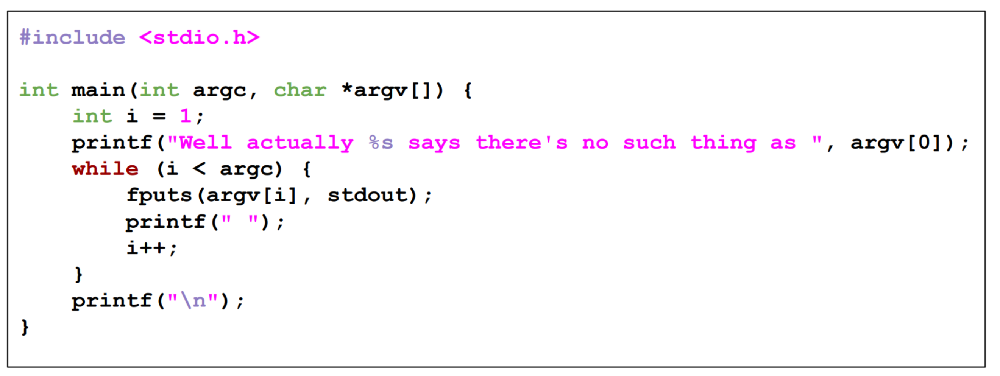 #include <stdio.h>
int main(int argc, char *argv[]) {
int i = 1;
printf("Well actually %s says there's no such thing as ", argv[0]);
while (i < argc) {
fputs(argv[i], stdout);
printf(" ");
i++;
}
printf("\n");
}